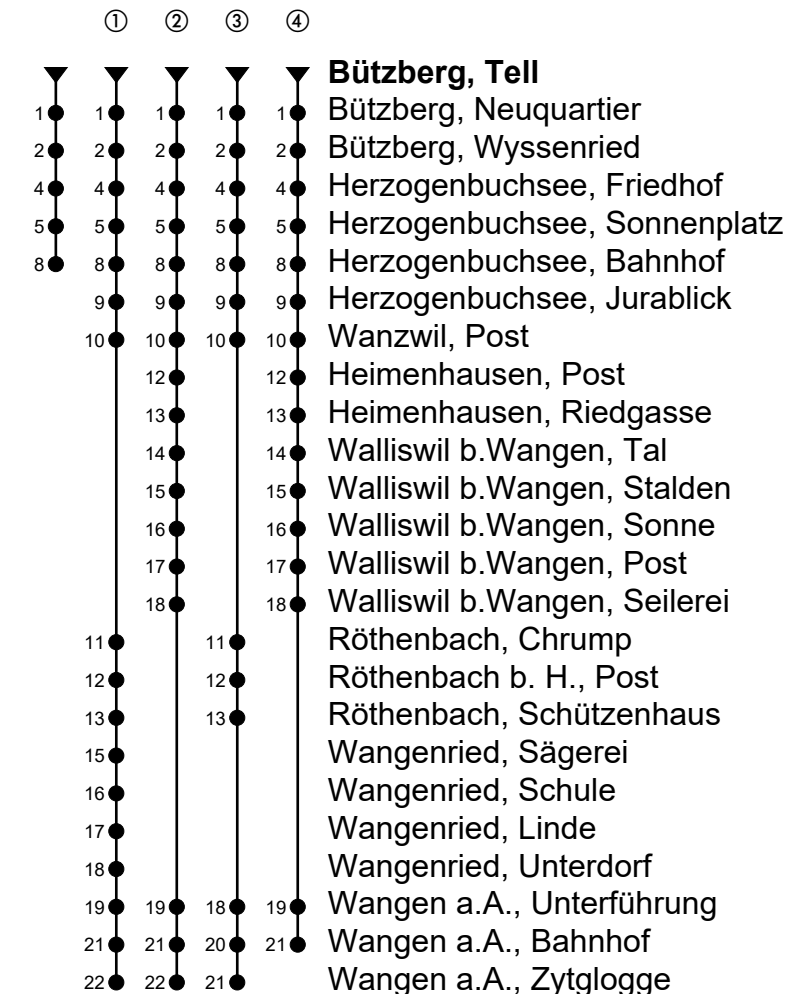 ① ② ③ ④
Bützberg, Tell
1 1 1 1 1 Bützberg, Neuquartier
2 2 2 2 2 Bützberg, Wyssenried
4 4 4 4 4 Herzogenbuchsee, Friedhof
5 5 5 5 5 Herzogenbuchsee, Sonnenplatz
8 8 8 8 8 Herzogenbuchsee, Bahnhof
9 9 9 9 Herzogenbuchsee, Jurablick
10 10 10 10 Wanzwil, Post
12 12 Heimenhausen, Post
13 13 Heimenhausen, Riedgasse
14 14 Walliswil b.Wangen, Tal
15 15 Walliswil b.Wangen, Stalden
16 16 Walliswil b.Wangen, Sonne
17 17 Walliswil b.Wangen, Post
18 18 Walliswil b.Wangen, Seilerei
11 11 Röthenbach, Chrump
12 12 Röthenbach b. H., Post
13 13 Röthenbach, Schützenhaus
15 Wangenried, Sägerei
16 Wangenried, Schule
17 Wangenried, Linde
18 Wangenried, Unterdorf
19 19 18 19 Wangen a.A., Unterführung
21 21 20 21 Wangen a.A., Bahnhof
22 22 21 Wangen a.A., Zytglogge